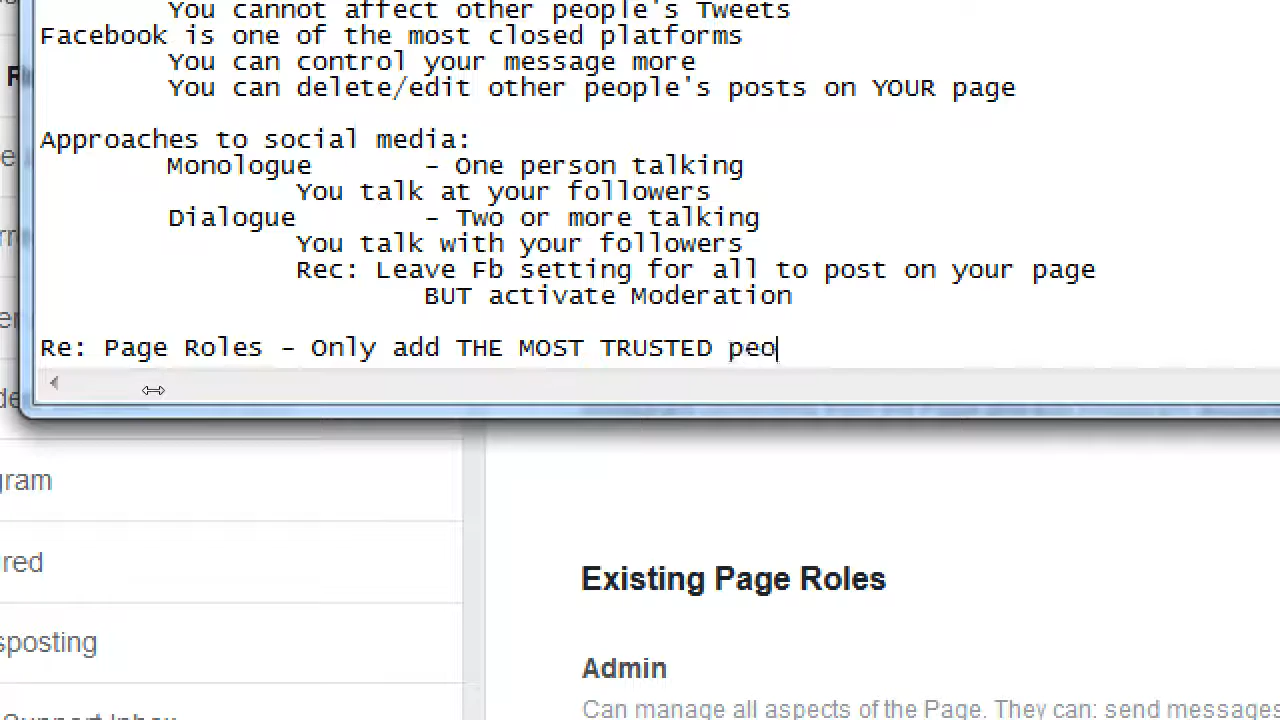 You cannot affect other people's Tweets
Facebook is one of the most closed platforms
You can control your message more
You can delete/edit other people's posts on YOUR page
Approaches to social media:
Monologue - One person talking
You talk at your followers
Dialogue - Two or more talking
You talk with your followers
Rec: Leave Fb setting for all to post on your page
BUT activate Moderation
Re: Page Roles - Only add THE MOST TRUSTED peo
gram
red
sposting
Support Inbox
Existing Page Roles
Admin
Can manage all aspects of the Page. They can: send messages